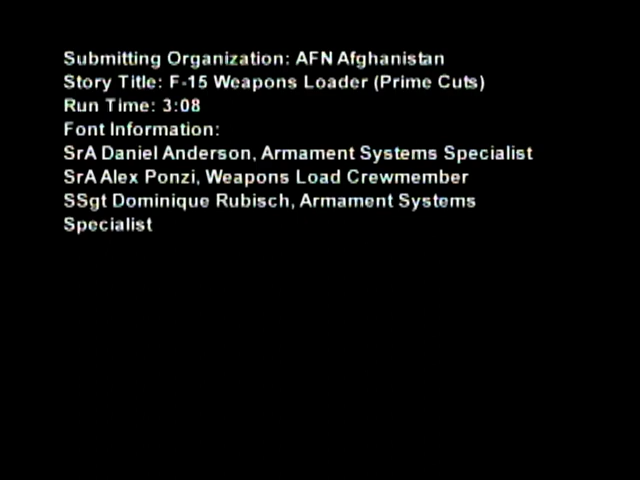 Submitting Organization: AFN Afghanistan
Story Title: F-15 Weapons Loader (Prime Cuts)
Run Time: 3:08
Font Information:
SrA Daniel Anderson, Armament Systems Specialist
SrA Alex Ponzi, Weapons Load Crewmember
SSgt Dominique Rubisch, Armament Systems
Specialist